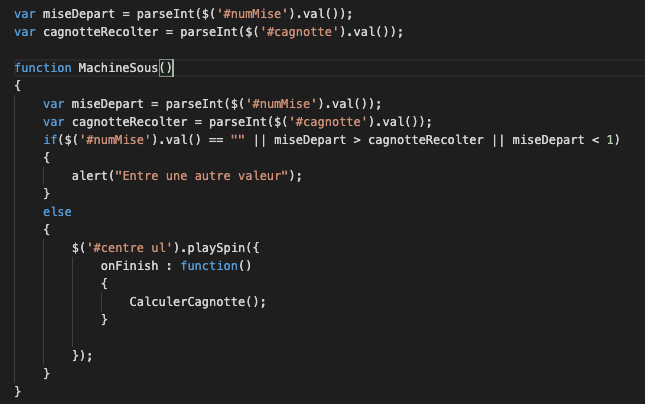 var miseDepart = parseInt($('#numMise').val());
var cagnotteRecolter = parseInt($('#cagnotte').val());

function MachineSous()
{
    var miseDepart = parseInt($('#numMise').val());
    var cagnotteRecolter = parseInt($('#cagnotte').val());
    if($('#numMise').val() == "" || miseDepart > cagnotteRecolter || miseDepart < 1)
    {
        alert("Entre une autre valeur");
    }
    else
    {
        $('#centre ul').playSpin({
            onFinish : function()
            {
                CalculerCagnotte();
            }

        });
    }
}